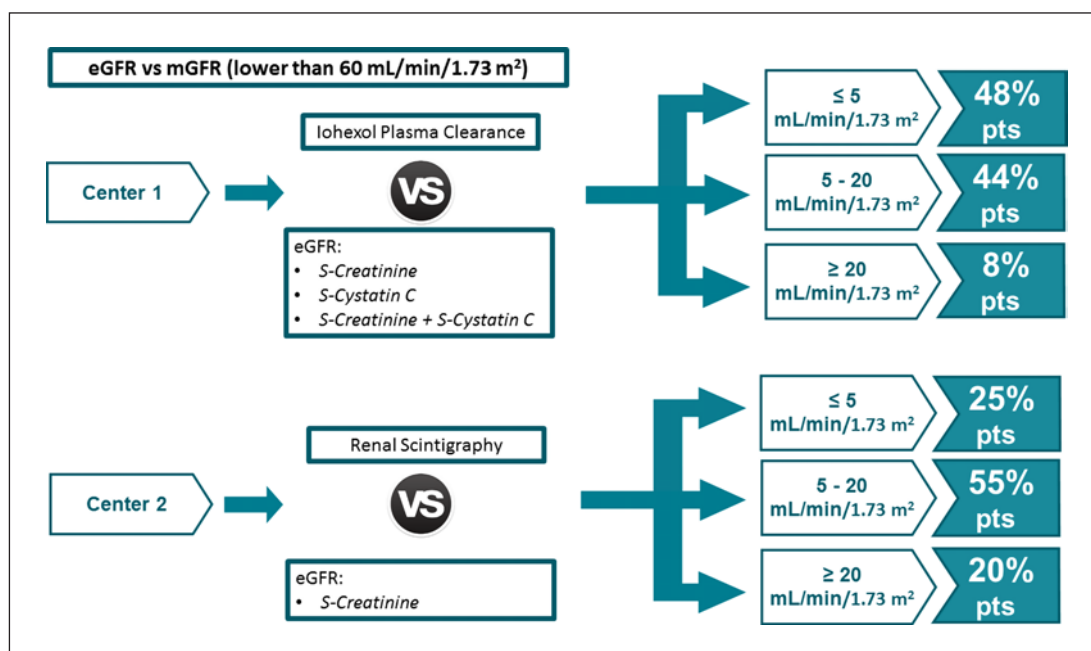 eGFR vs mGFR (lower than 60 mL/min/1.73 m²)
Iohexol Plasma Clearance
Center 1
VS
eGFR:
• S-Creatinine
• S-Cystatin C
• S-Creatinine + S-Cystatin C
≤ 5
mL/min/1.73 m²
48%
pts
5 - 20
mL/min/1.73 m²
44%
pts
≥ 20
mL/min/1.73 m²
8%
pts
Renal Scintigraphy
Center 2
VS
eGFR:
• S-Creatinine
≤ 5
mL/min/1.73 m²
25%
pts
5 - 20
mL/min/1.73 m²
55%
pts
≥ 20
mL/min/1.73 m²
20%
pts